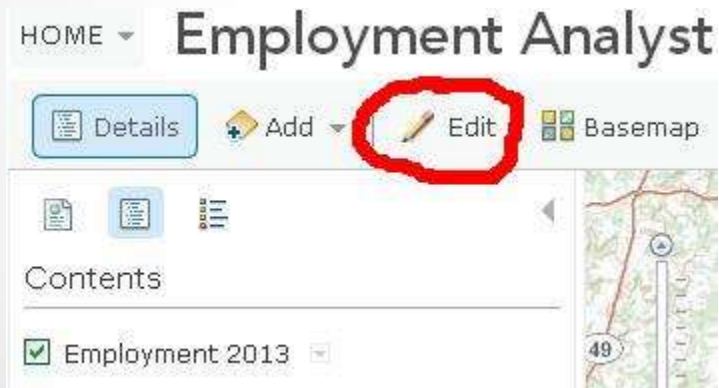 HOME Employment Analyst
Details Add Edit Basemap
Contents
Employment 2013
49